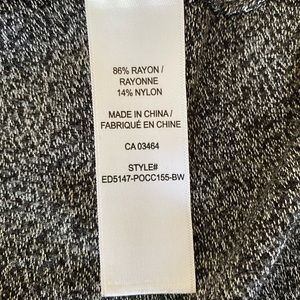 86% RAYON /
RAYONNE
14% NYLON
MADE IN CHINA /
FABRIQUÉ EN CHINE
CA 03464
STYLE#
ED5147-POCC155-BW